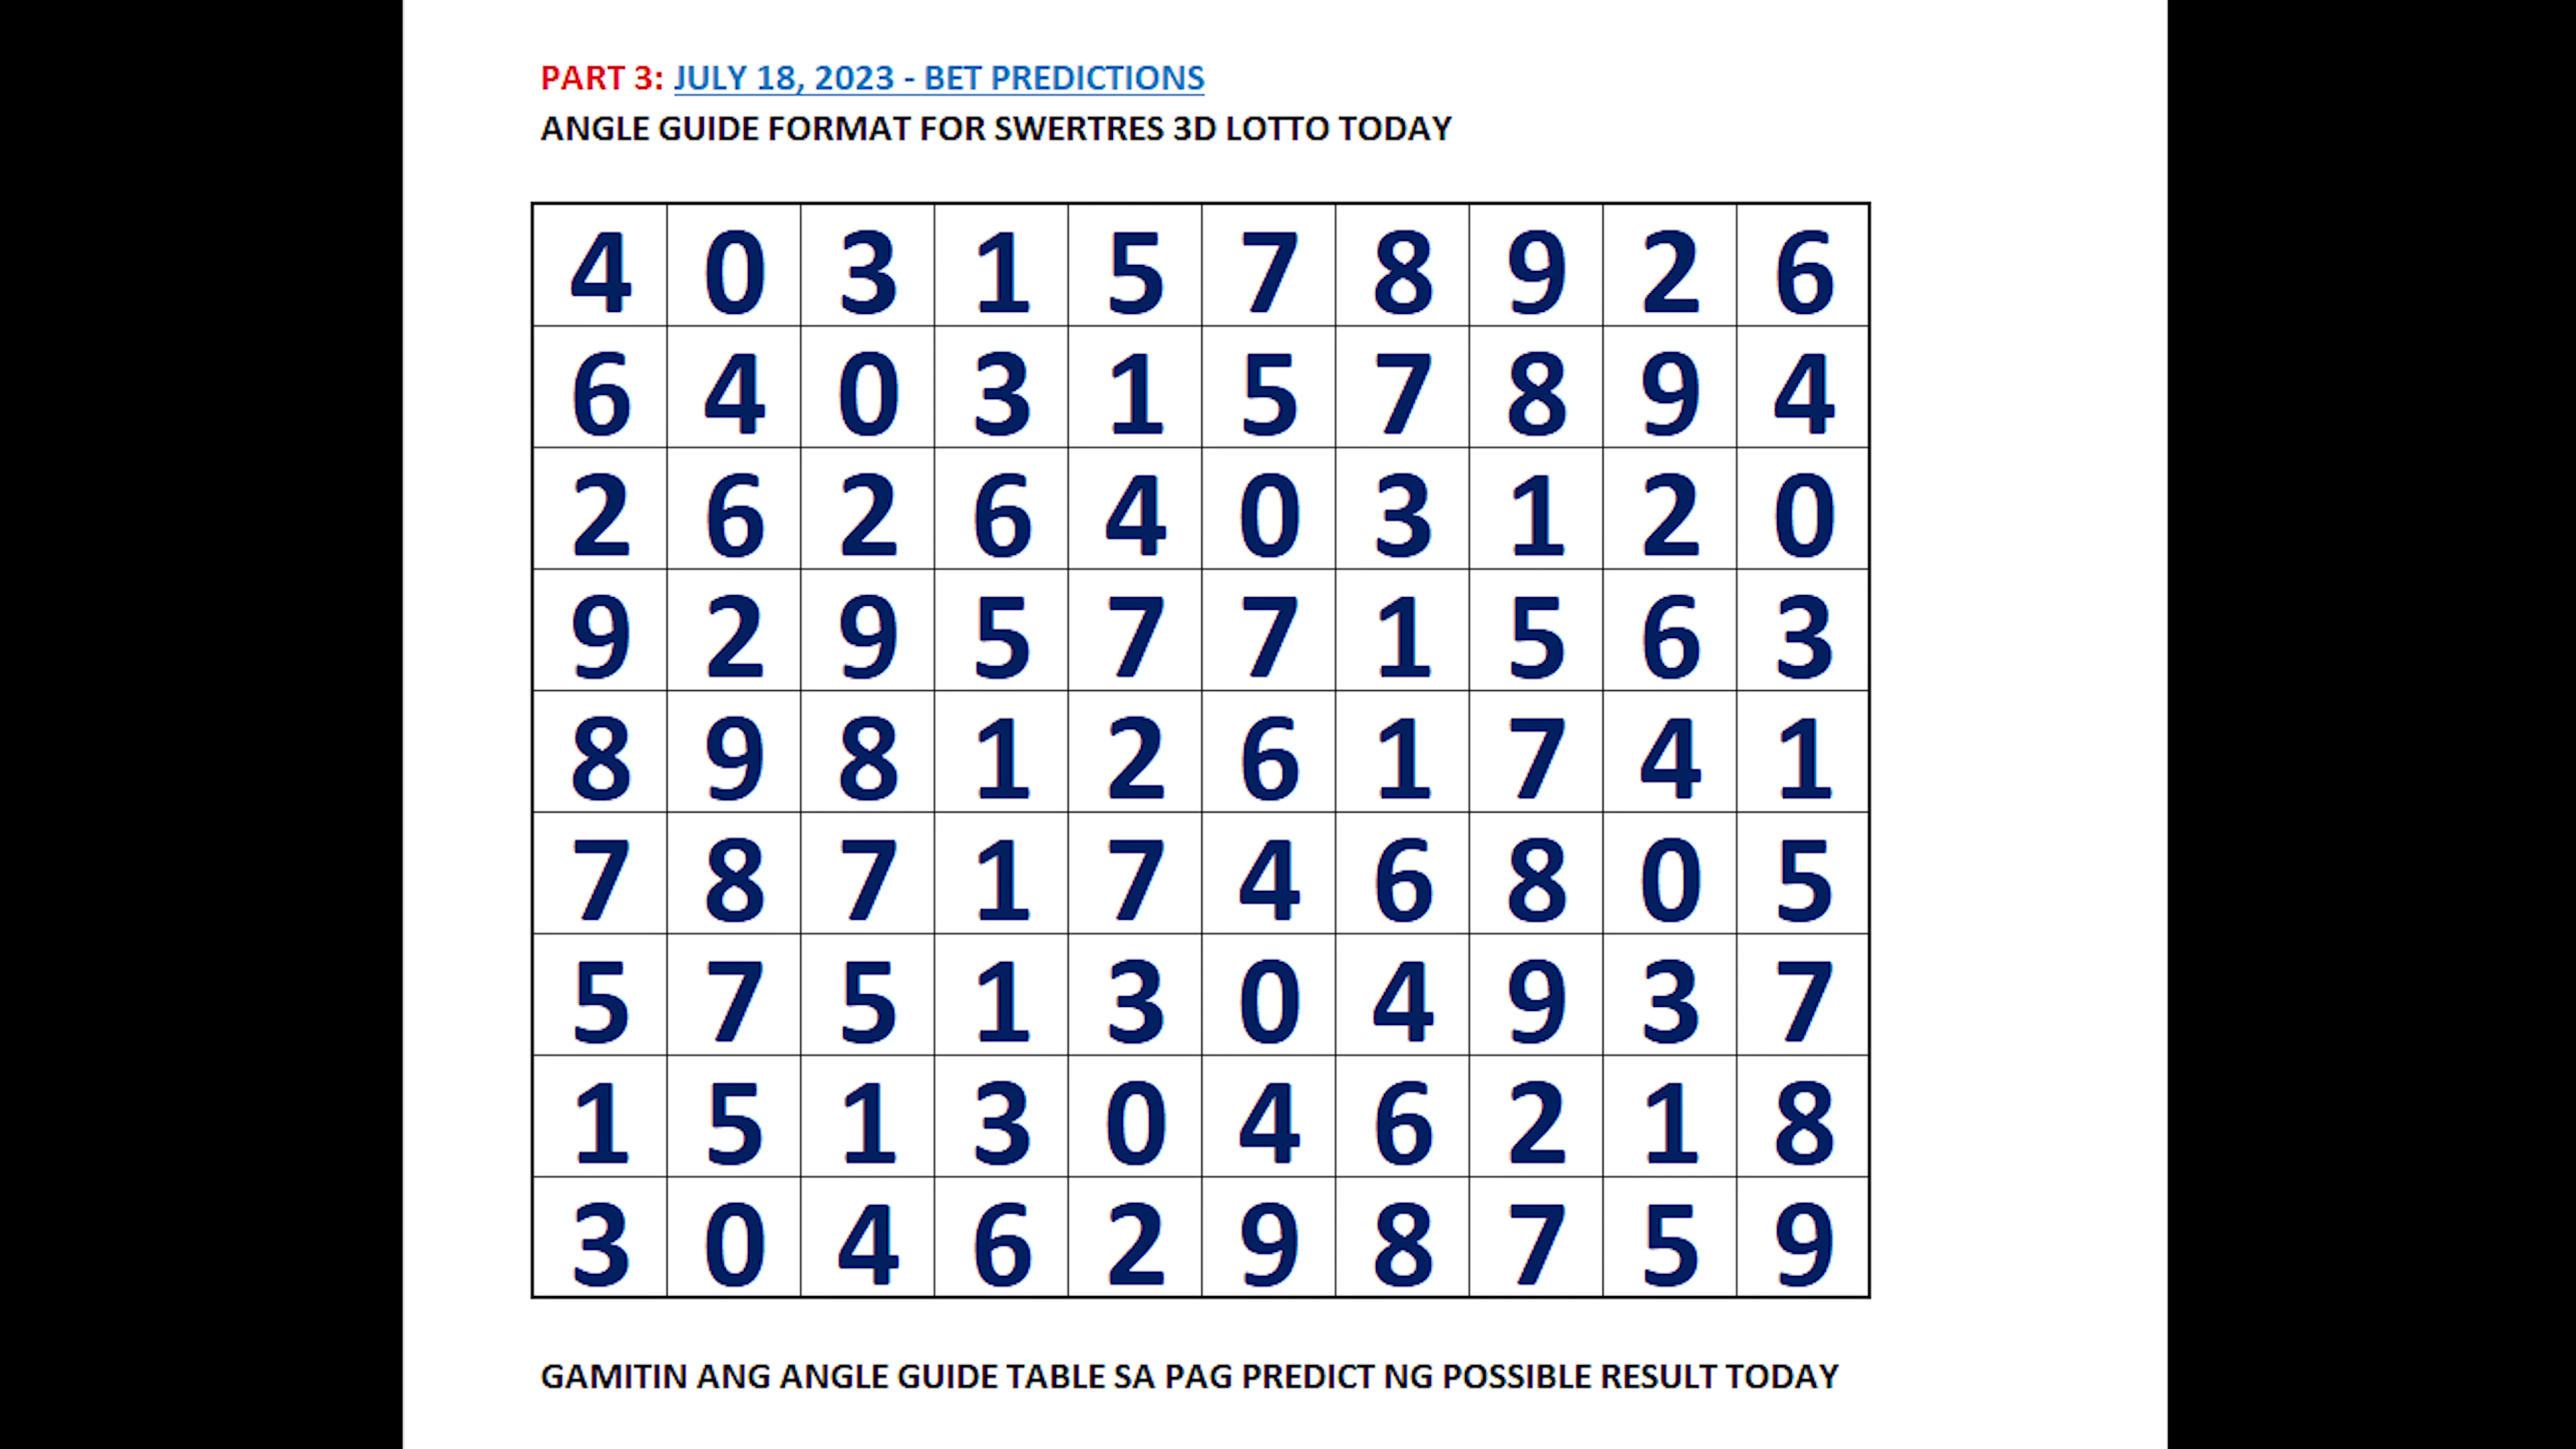 PART 3: JULY 18, 2023 - BET PREDICTIONS
ANGLE GUIDE FORMAT FOR SWERTRES 3D LOTTO TODAY
4 0 3 1 5 7 8 9 2 6
6 4 0 3 1 5 7 8 9 4
2 6 2 6 4 0 3 1 2 0
9 2 9 5 7 7 1 5 6 3
8 9 8 1 2 6 1 7 4 1
7 8 7 1 7 4 6 8 0 5
5 7 5 1 3 0 4 9 3 7
1 5 1 3 0 4 6 2 1 8
3 0 4 6 2 9 8 7 5 9
GAMITIN ANG ANGLE GUIDE TABLE SA PAG PREDICT NG POSSIBLE RESULT TODAY